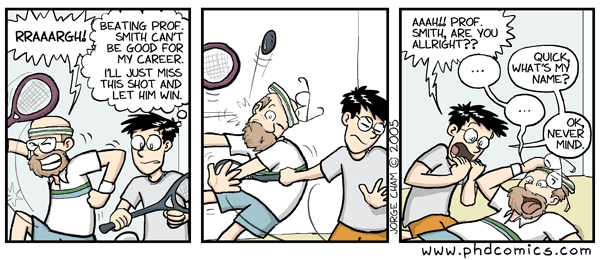 RRAAARGH!
BEATING PROF.
SMITH CAN'T
BE GOOD FOR
MY CAREER.
I'LL JUST MISS
THIS SHOT AND
LET HIM WIN.
JORGE CHAM © 2005
AAAH!! PROF.
SMITH, ARE YOU
ALLRIGHT??
...
QUICK,
WHAT'S MY
NAME?
...
OK,
NEVER
MIND.
www.phdcomics.com